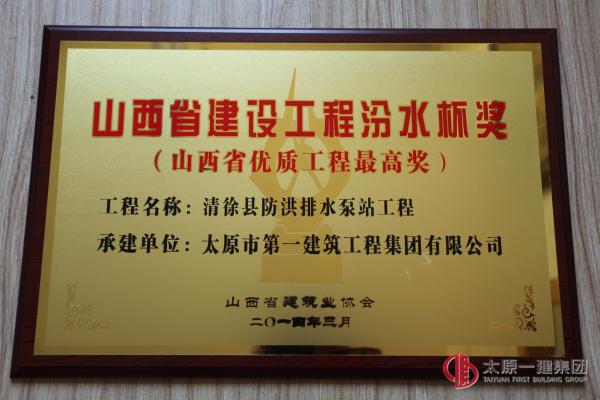 山西省建设工程汾水杯奖
（山西省优质工程最高奖）
工程名称：清徐县防洪排水泵站工程
承建单位：太原市第一建筑工程集团有限公司
山西省建筑业协会
二〇一四年三月
太原一建集团
TAIYUAN FIRST BUILDING GROUP